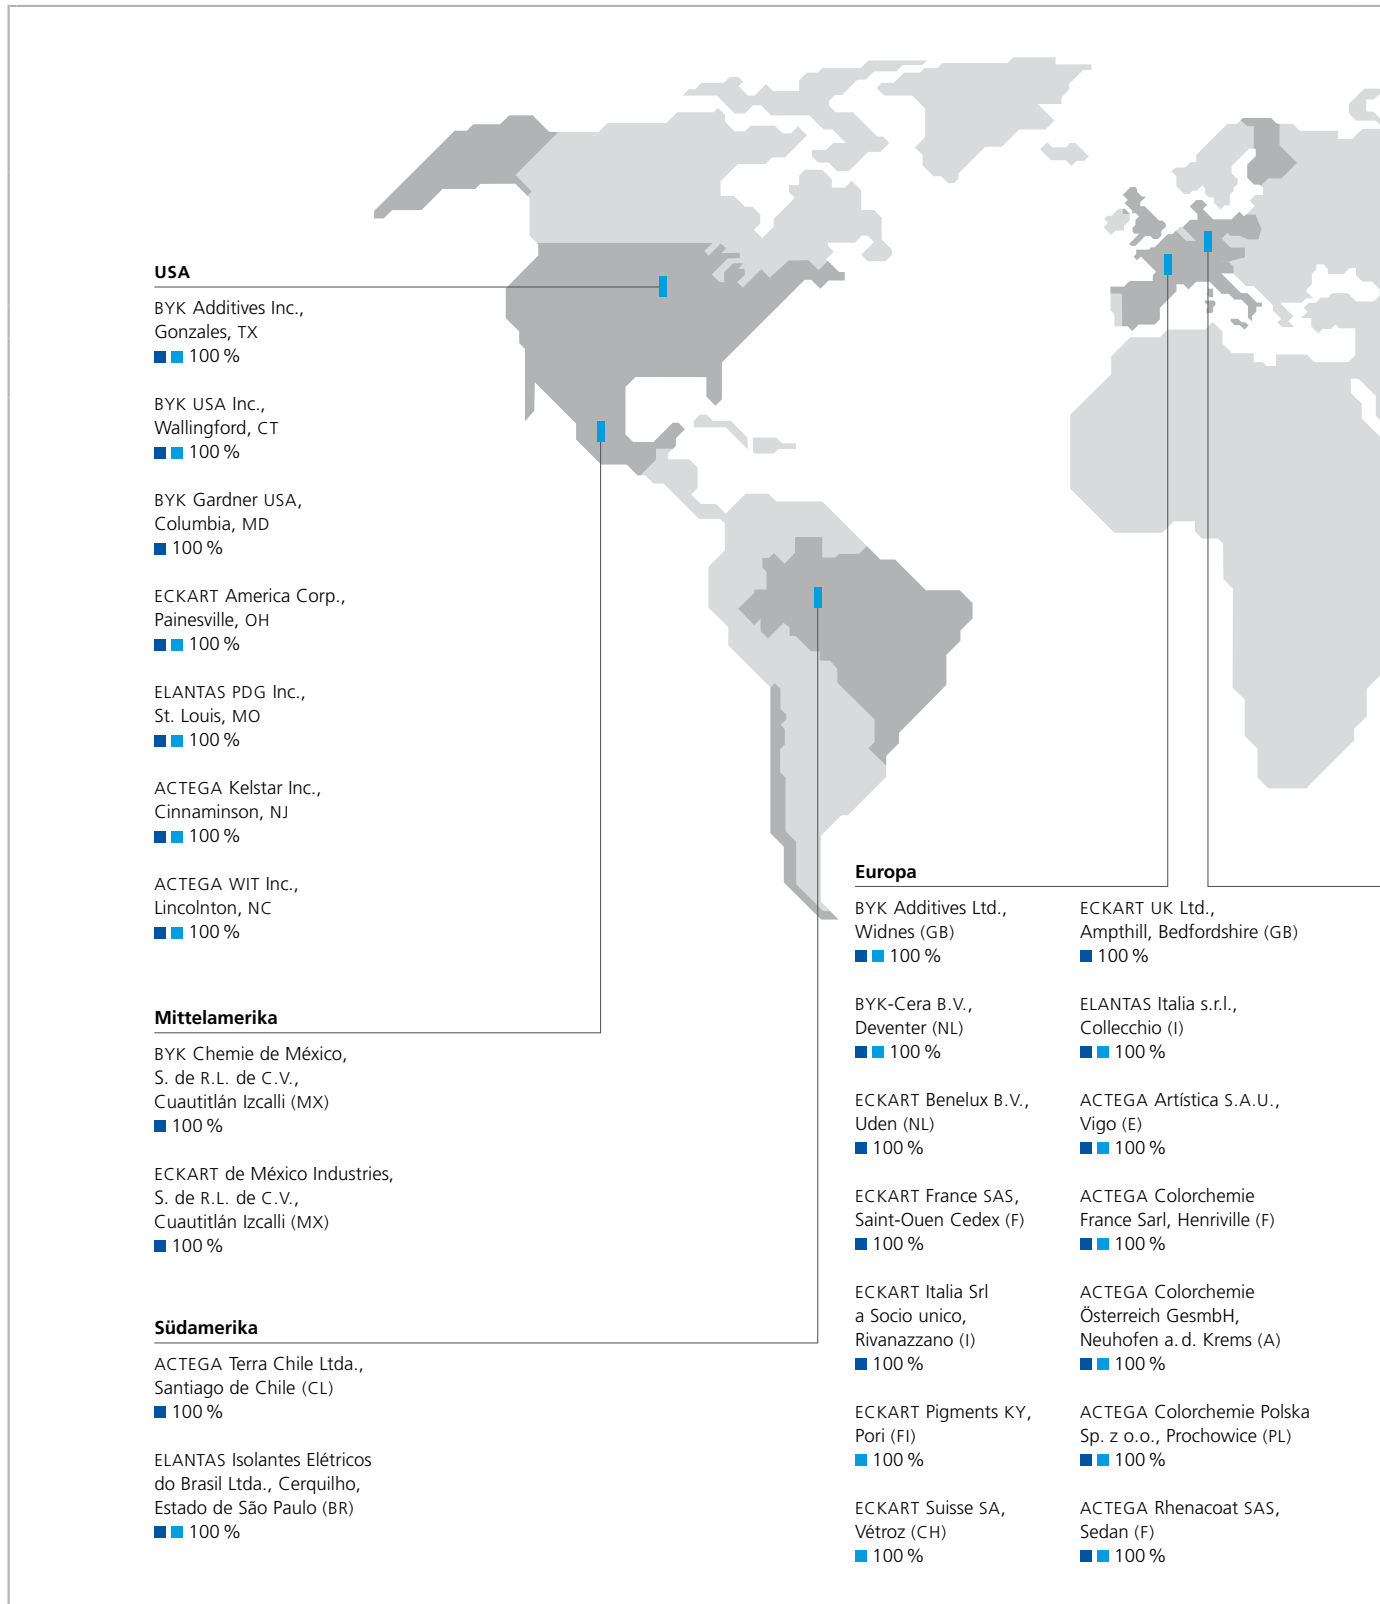 USA
BYK Additives Inc.,
Gonzales, TX
100 %
BYK USA Inc.,
Wallingford, CT
100 %
BYK Gardner USA,
Columbia, MD
100 %
ECKART America Corp.,
Painesville, OH
100 %
ELANTAS PDG Inc.,
St. Louis, MO
100 %
ACTEGA Kelstar Inc.,
Cinnaminson, NJ
100 %
ACTEGA WIT Inc.,
Lincolnton, NC
100 %
Mittelamerika
BYK Chemie de México,
S. de R.L. de C.V.,
Cuautitlán Izcalli (MX)
100 %
ECKART de México Industries,
S. de R.L. de C.V.,
Cuautitlán Izcalli (MX)
100 %
Südamerika
ACTEGA Terra Chile Ltda.,
Santiago de Chile (CL)
100 %
ELANTAS Isolantes Elétricos
do Brasil Ltda., Cerquilho,
Estado de São Paulo (BR)
100 %
Europa
BYK Additives Ltd.,
Widnes (GB)
100 %
BYK-Cera B.V.,
Deventer (NL)
100 %
ECKART Benelux B.V.,
Uden (NL)
100 %
ECKART France SAS,
Saint-Ouen Cedex (F)
100 %
ECKART Italia Srl
a Socio unico,
Rivanazzano (I)
100 %
ECKART Pigments KY,
Pori (FI)
100 %
ECKART Suisse SA,
Vétroz (CH)
100 %
ECKART UK Ltd.,
Ampthill, Bedfordshire (GB)
100 %
ELANTAS Italia s.r.l.,
Collecchio (I)
100 %
ACTEGA Artística S.A.U.,
Vigo (E)
100 %
ACTEGA Colorchemie
France Sarl, Henriville (F)
100 %
ACTEGA Colorchemie
Österreich GesmbH,
Neuhofen a. d. Krems (A)
100 %
ACTEGA Colorchemie Polska
Sp. z o.o., Prochowice (PL)
100 %
ACTEGA Rhenacoat SAS,
Sedan (F)
100 %